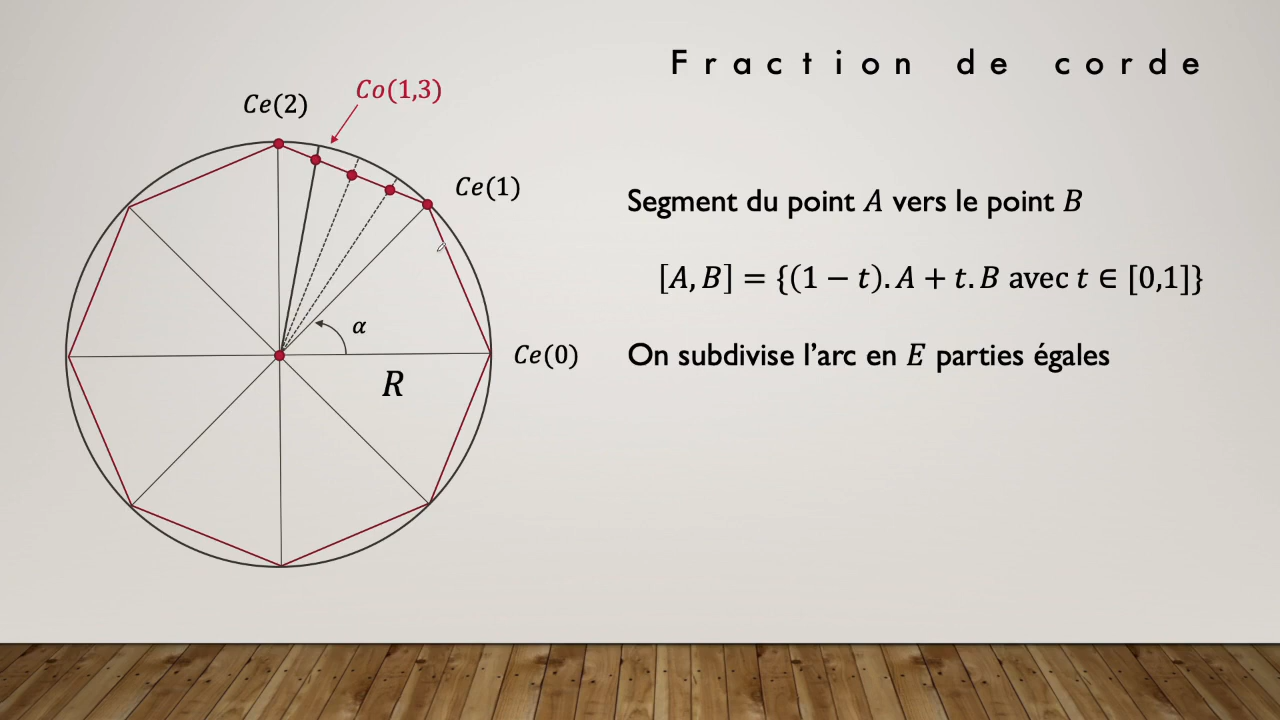 Fraction de corde
Co(1,3)
Ce(2)
Ce(1)
Segment du point A vers le point B
[A, B] = {(1 − t). A + t. B avec t ∈ [0,1]}
α
Ce(0)
On subdivise l’arc en E parties égales
R